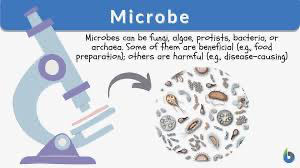 Microbe
Microbes can be fungi, algae, protists, bacteria, or
archaea. Some of them are beneficial (e.g., food
preparation); others are harmful (e.g., disease-causing)